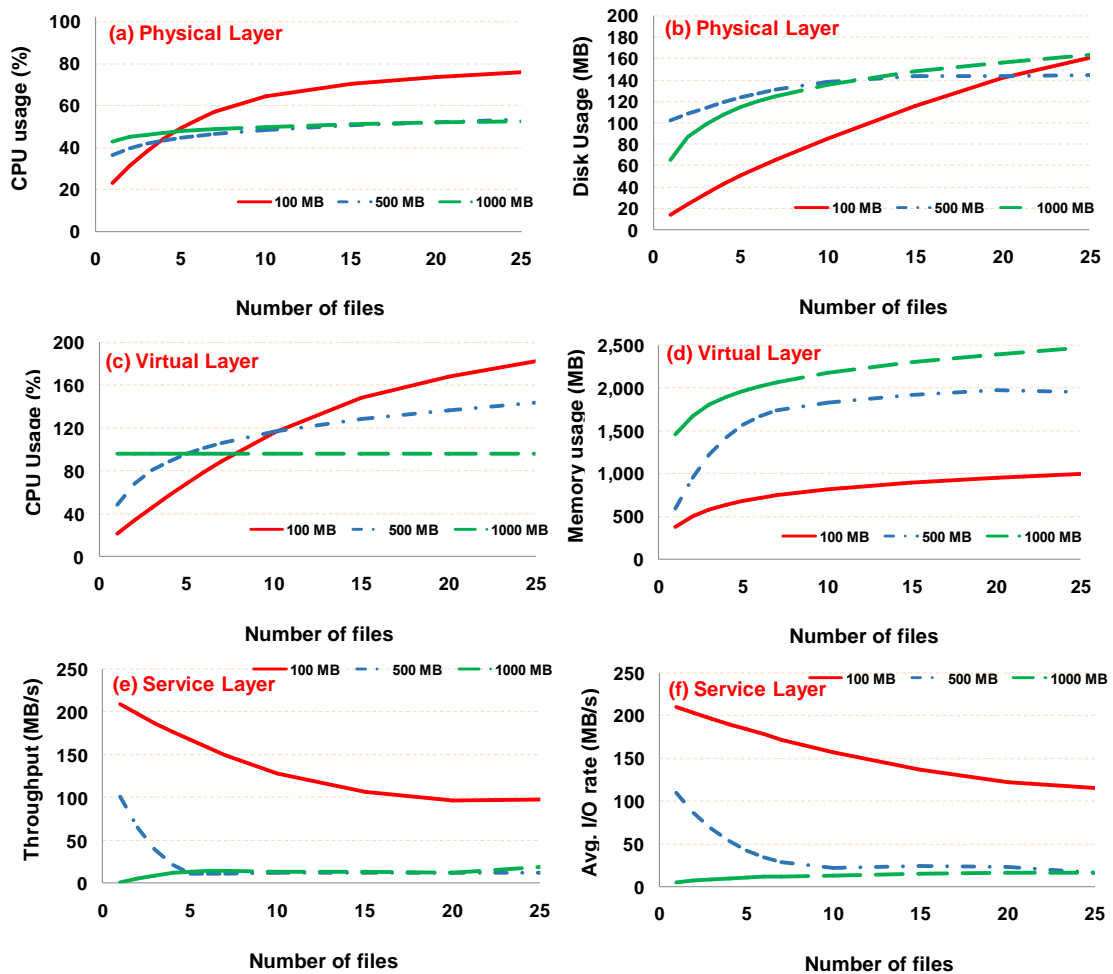 (a) Physical Layer
CPU usage (%)
100
80
60
40
20
0
100 MB
500 MB
1000 MB
0 5 10 15 20 25
Number of files
(b) Physical Layer
Disk Usage (MB)
200
180
160
140
120
100
80
60
40
20
0
100 MB
500 MB
1000 MB
0 5 10 15 20 25
Number of files
(c) Virtual Layer
CPU Usage (%)
200
160
120
80
40
0
100 MB
500 MB
1000 MB
0 5 10 15 20 25
Number of files
(d) Virtual Layer
Memory usage (MB)
2,500
2,000
1,500
1,000
500
0
100 MB
500 MB
1000 MB
0 5 10 15 20 25
Number of files
100 MB
500 MB
1000 MB
(e) Service Layer
Throughput (MB/s)
250
200
150
100
50
0
0 5 10 15 20 25
Number of files
100 MB
500 MB
1000 MB
(f) Service Layer
Avg. I/O rate (MB/s)
250
200
150
100
50
0
0 5 10 15 20 25
Number of files